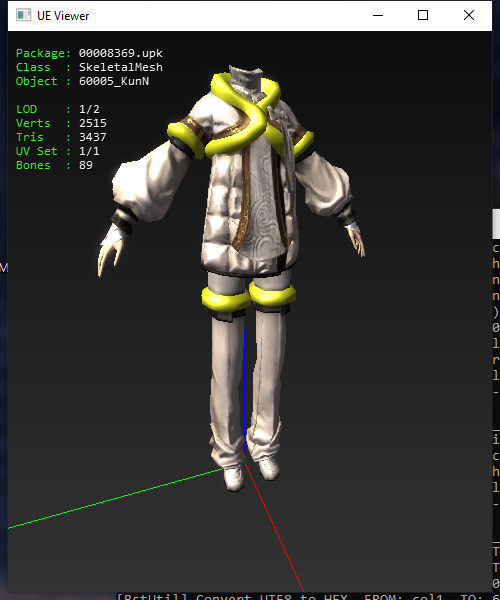 UE Viewer
Package: 00008369.upk
Class : SkeletalMesh
Object : 60005_KunN
LOD : 1/2
Verts : 2515
Tris : 3437
UV Set : 1/1
Bones : 89